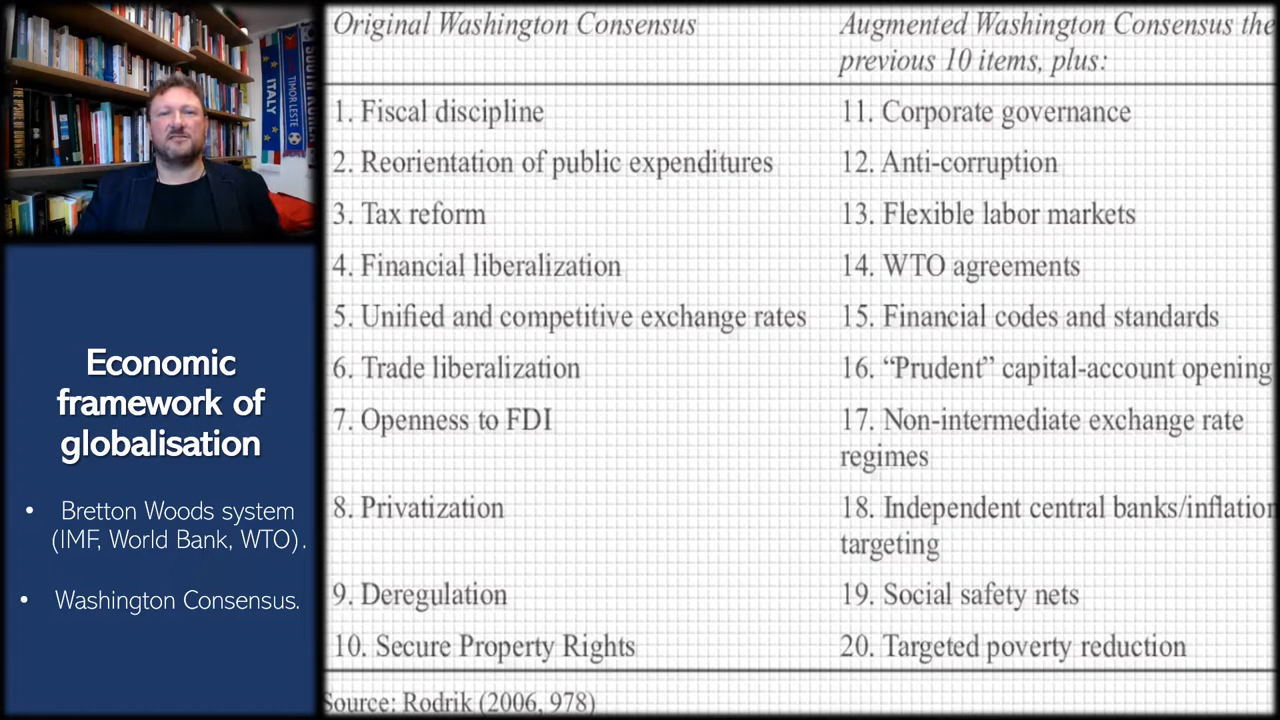 ITALY
TIMOR LESTE
Economic
framework of
globalisation
• Bretton Woods system
(IMF, World Bank, WTO).
• Washington Consensus.
Original Washington Consensus
Augmented Washington Consensus the
previous 10 items, plus:
1. Fiscal discipline
11. Corporate governance
2. Reorientation of public expenditures
12. Anti-corruption
3. Tax reform
13. Flexible labor markets
4. Financial liberalization
14. WTO agreements
5. Unified and competitive exchange rates
15. Financial codes and standards
6. Trade liberalization
16. “Prudent” capital-account opening
7. Openness to FDI
17. Non-intermediate exchange rate
regimes
8. Privatization
18. Independent central banks/inflation
targeting
9. Deregulation
19. Social safety nets
10. Secure Property Rights
20. Targeted poverty reduction
Source: Rodrik (2006, 978)